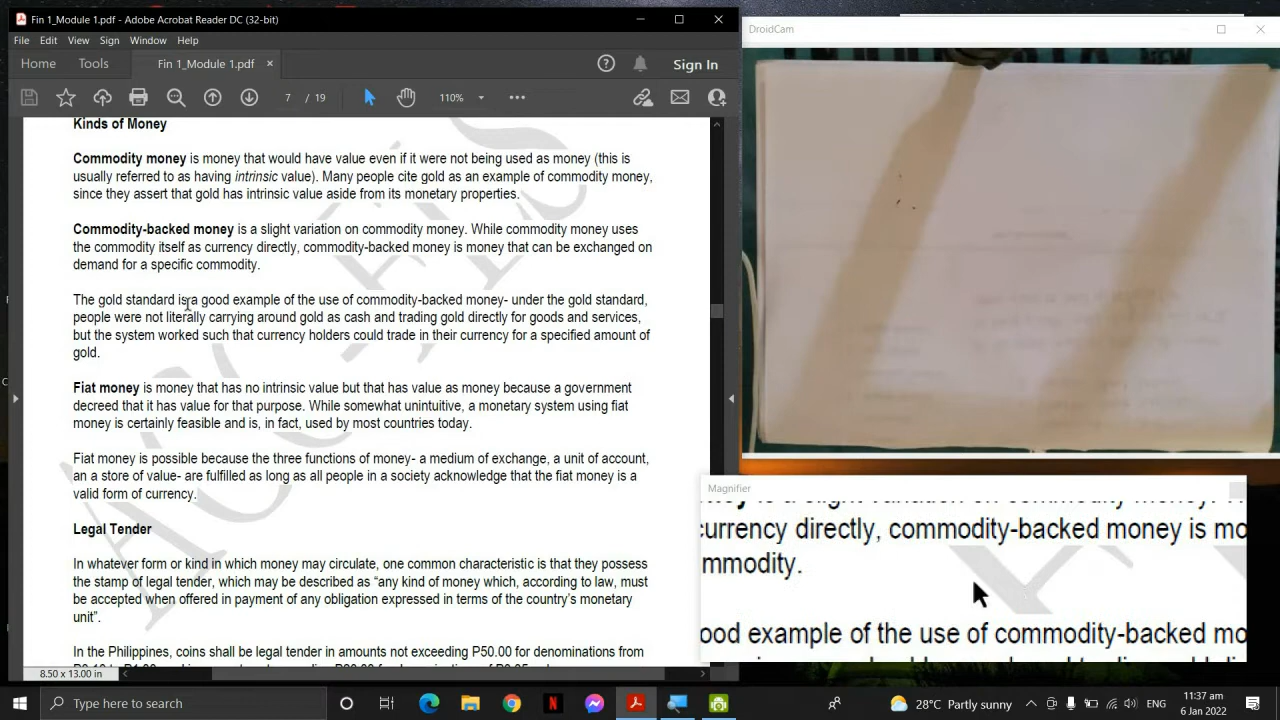 Fin 1_Module 1.pdf - Adobe Acrobat Reader DC (32-bit)
File Edit View Sign Window Help
Home Tools Fin 1_Module 1.pdf × Sign In
7 / 19 110%
Kinds of Money
Commodity money is money that would have value even if it were not being used as money (this is
usually referred to as having intrinsic value). Many people cite gold as an example of commodity money,
since they assert that gold has intrinsic value aside from its monetary properties.
Commodity-backed money is a slight variation on commodity money. While commodity money uses
the commodity itself as currency directly, commodity-backed money is money that can be exchanged on
demand for a specific commodity.
The gold standard is a good example of the use of commodity-backed money- under the gold standard,
people were not literally carrying around gold as cash and trading gold directly for goods and services,
but the system worked such that currency holders could trade in their currency for a specified amount of
gold.
Fiat money is money that has no intrinsic value but that has value as money because a government
decreed that it has value for that purpose. While somewhat unintuitive, a monetary system using fiat
money is certainly feasible and is, in fact, used by most countries today.
Fiat money is possible because the three functions of money- a medium of exchange, a unit of account,
an a store of value- are fulfilled as long as all people in a society acknowledge that the fiat money is a
valid form of currency.
Legal Tender
In whatever form or kind in which money may circulate, one common characteristic is that they possess
the stamp of legal tender, which may be described as “any kind of money which, according to law, must
be accepted when offered in payment of any obligation expressed in terms of the country’s monetary
unit”.
In the Philippines, coins shall be legal tender in amounts not exceeding P50.00 for denominations from
8.50 x 13.00 in
DroidCam
Magnifier
currency directly, commodity-backed money is mo
mmodity.
ood example of the use of commodity-backed mo
Type here to search
28°C Partly sunny
ENG
11:37 am
6 Jan 2022